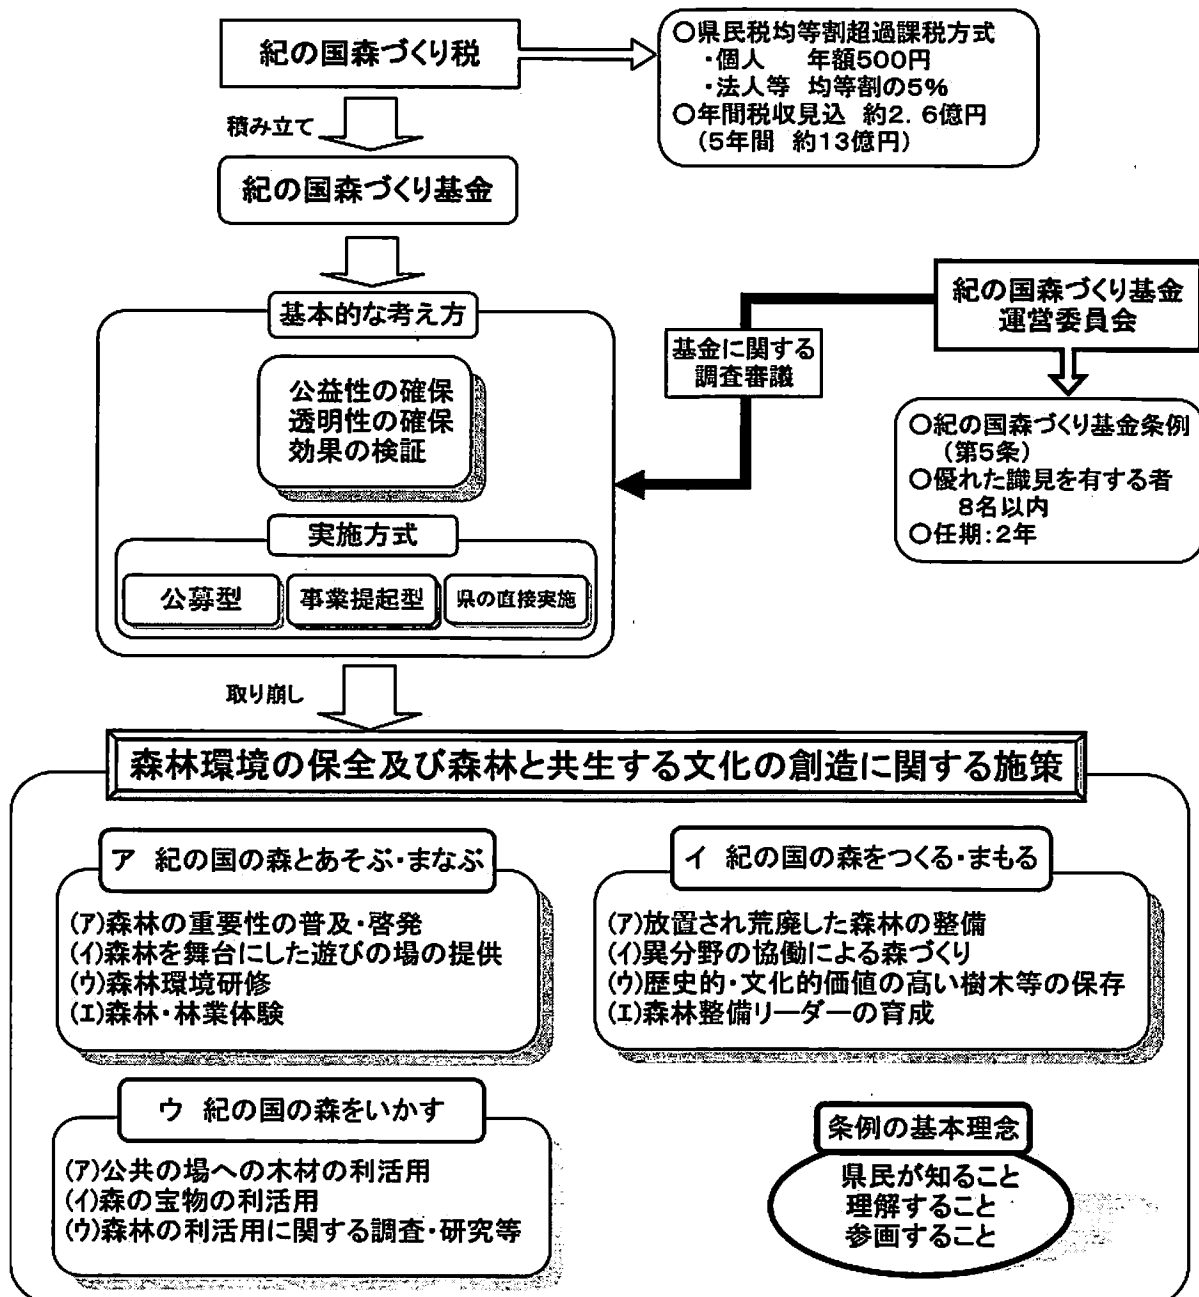 紀の国森づくり税
○県民税均等割超過課税方式
・個人 年額500円
・法人等 均等割の5%
○年間税収見込 約2.6億円
(5年間 約13億円)
積み立て
紀の国森づくり基金
基本的な考え方
公益性の確保
透明性の確保
効果の検証
実施方式
公募型
事業提起型
県の直接実施
基金に関する
調査審議
紀の国森づくり基金
運営委員会
○紀の国森づくり基金条例
(第5条)
○優れた識見を有する者
8名以内
○任期:2年
取り崩し
森林環境の保全及び森林と共生する文化の創造に関する施策
ア 紀の国の森とあそぶ・まなぶ
(ア)森林の重要性の普及・啓発
(イ)森林を舞台にした遊びの場の提供
(ウ)森林環境研修
(エ)森林・林業体験
イ 紀の国の森をつくる・まもる
(ア)放置され荒廃した森林の整備
(イ)異分野の協働による森づくり
(ウ)歴史的・文化的価値の高い樹木等の保存
(エ)森林整備リーダーの育成
ウ 紀の国の森をいかす
(ア)公共の場への木材の利活用
(イ)森の宝物の利活用
(ウ)森林の利活用に関する調査・研究等
条例の基本理念
県民が知ること
理解すること
参画すること